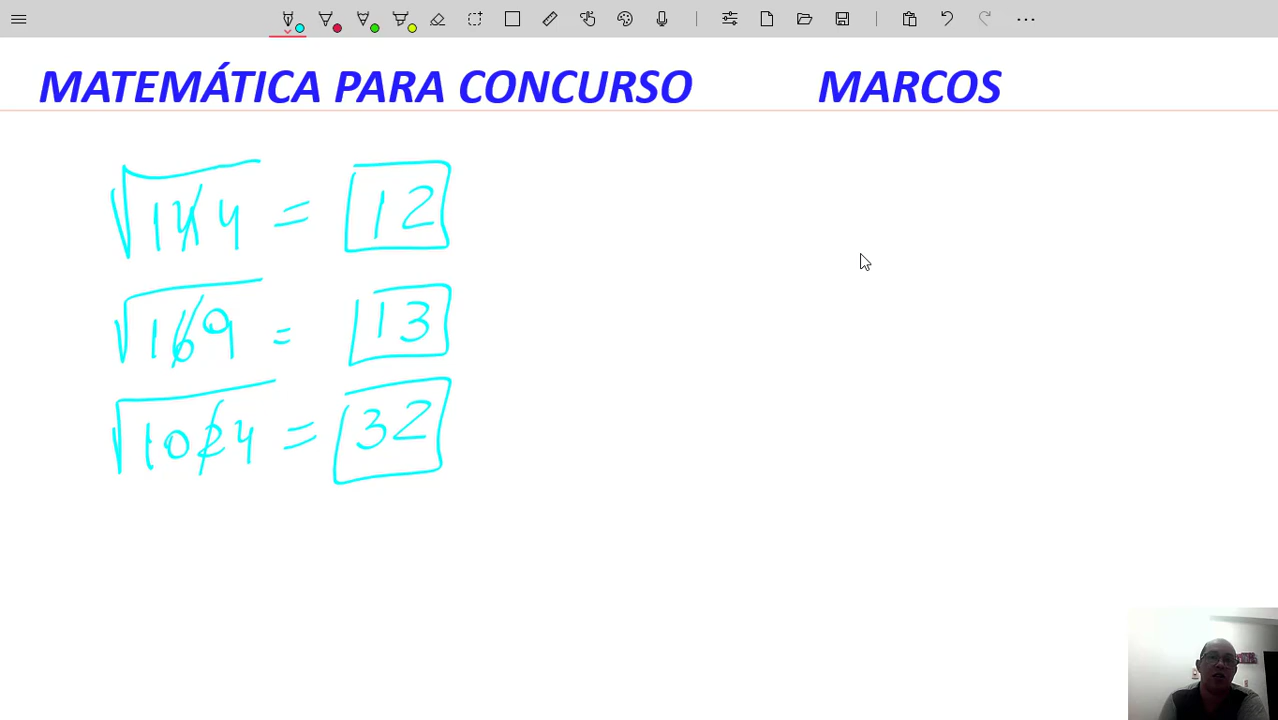 MATEMÁTICA PARA CONCURSO MARCOS
√144 = 12
√169 = 13
√1024 = 32